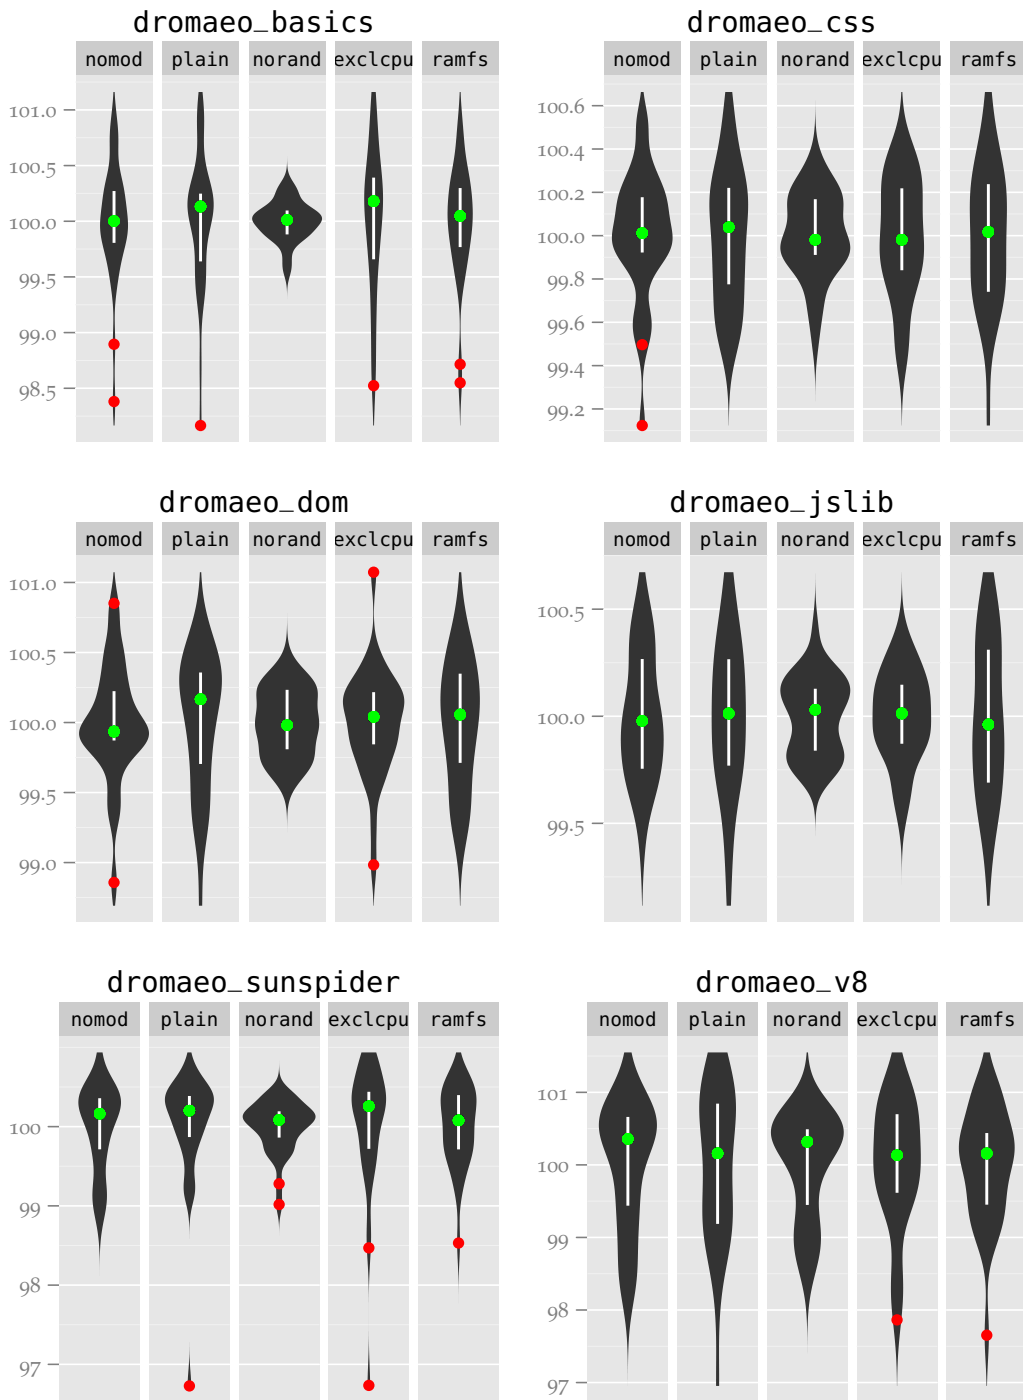 dromaeo_basics
nomod plain norand exclcpu ramfs
101.0
100.5
100.0
99.5
99.0
98.5
dromaeo_css
nomod plain norand exclcpu ramfs
100.6
100.4
100.2
100.0
99.8
99.6
99.4
99.2
dromaeo_dom
nomod plain norand exclcpu ramfs
101.0
100.5
100.0
99.5
99.0
dromaeo_jslib
nomod plain norand exclcpu ramfs
100.5
100.0
99.5
dromaeo_sunspider
nomod plain norand exclcpu ramfs
100
99
98
97
dromaeo_v8
nomod plain norand exclcpu ramfs
101
100
99
98
97